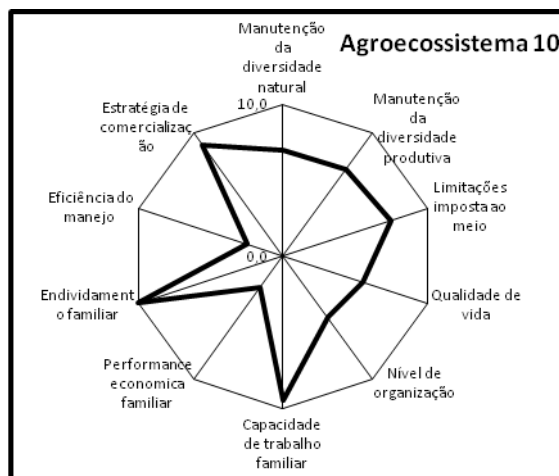 Agroecossistema 10
Manutenção
da
diversidade
natural
10,0
0,0
Manutenção
da
diversidade
produtiva
Limitações
imposta ao
meio
Qualidade de
vida
Nível de
organização
Capacidade
de trabalho
familiar
Performance
economica
familiar
Endividament
o familiar
Eficiência do
manejo
Estratégia de
comercializaç
ão